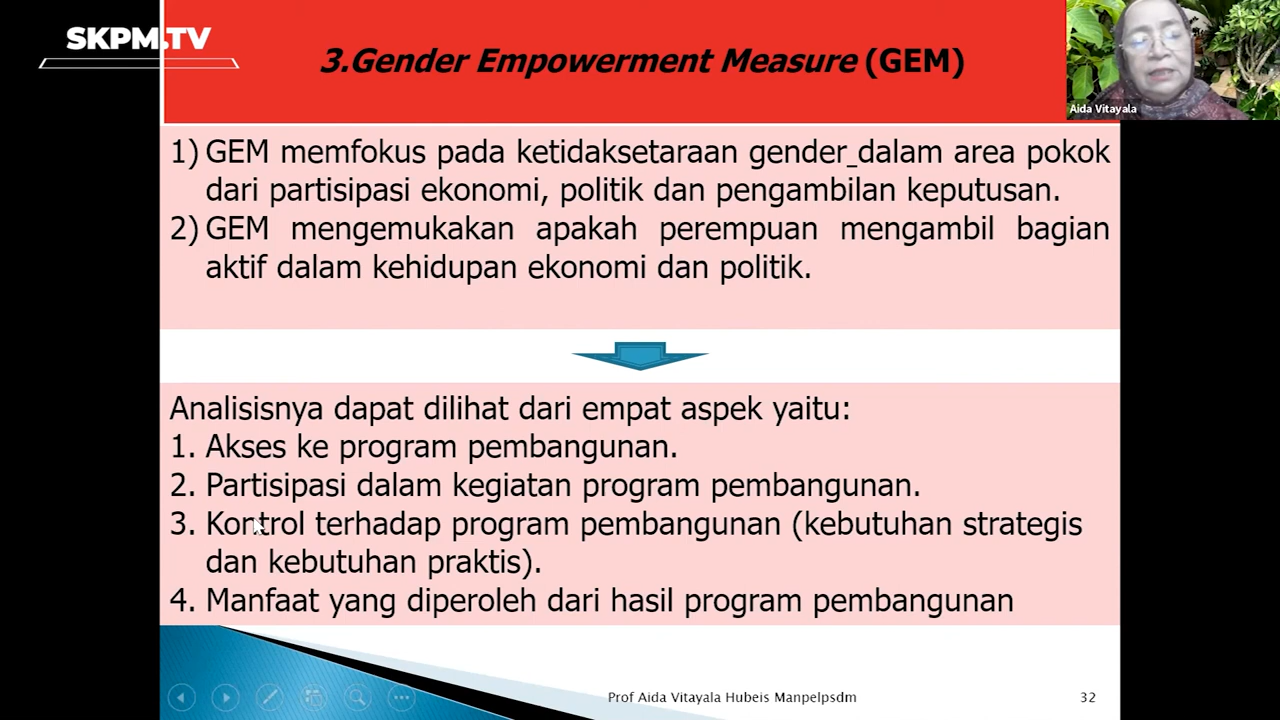 SKPM.TV
3.Gender Empowerment Measure (GEM)
Aida Vitayala
1) GEM memfokus pada ketidaksetaraan gender dalam area pokok
dari partisipasi ekonomi, politik dan pengambilan keputusan.
2) GEM mengemukakan apakah perempuan mengambil bagian
aktif dalam kehidupan ekonomi dan politik.
Analisisnya dapat dilihat dari empat aspek yaitu:
1. Akses ke program pembangunan.
2. Partisipasi dalam kegiatan program pembangunan.
3. Kontrol terhadap program pembangunan (kebutuhan strategis
dan kebutuhan praktis).
4. Manfaat yang diperoleh dari hasil program pembangunan
Prof Aida Vitayala Hubeis Manpelpsdm
32